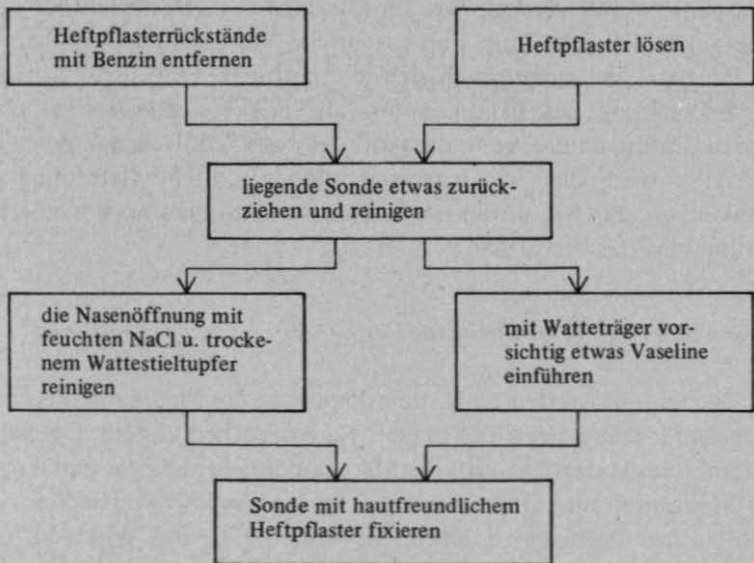 Heftpflasterrückstände
mit Benzin entfernen
Heftpflaster lösen
liegende Sonde etwas zurück-
ziehen und reinigen
die Nasenöffnung mit
feuchten NaCl u. trocke-
nem Wattestieltupfer
reinigen
mit Watteträger vor-
sichtig etwas Vaseline
einführen
Sonde mit hautfreundlichem
Heftpflaster fixieren